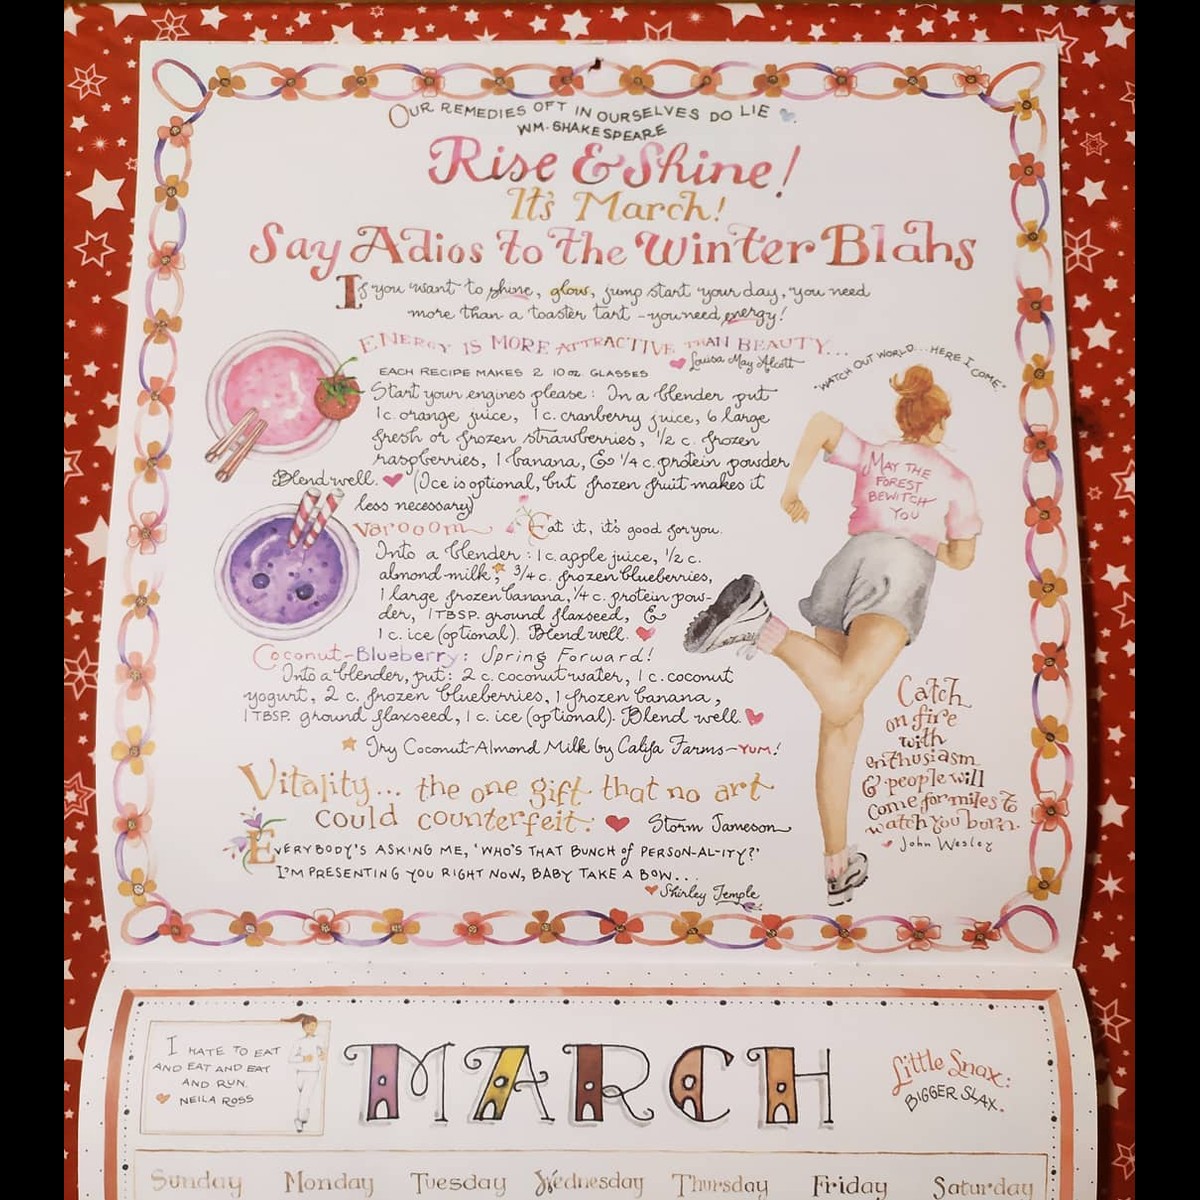 OUR REMEDIES OFT IN OURSELVES DO LIE
WM. SHAKESPEARE
Rise & Shine!
It's March!
Say Adios to the Winter Blahs
If you want to shine, glow, jump start your day, you need
more than a toaster tart - you need energy!
ENERGY IS MORE ATTRACTIVE THAN BEAUTY...
Louisa May Alcott
EACH RECIPE MAKES 2 10 oz. GLASSES
Start your engines please: In a blender put
1 c. orange juice, 1 c. cranberry juice, 6 large
fresh or frozen strawberries, 1/2 c. frozen
raspberries, 1 banana, & 1/4 c. protein powder
Blend well. (Ice is optional, but frozen fruit makes it
less necessary)
Varooom Eat it, it's good for you.
Into a blender: 1 c. apple juice, 1/2 c.
almond milk, 3/4 c. frozen blueberries,
1 large frozen banana, 1/4 c. protein pow-
der, 1 TBSP. ground flaxseed, &
1 c. ice (optional). Blend well.
Coconut-Blueberry: Spring Forward!
Into a blender, put: 2 c. coconut water, 1 c. coconut
yogurt, 2 c. frozen blueberries, 1 frozen banana,
1 TBSP. ground flaxseed, 1 c. ice (optional). Blend well.
Try Coconut-Almond Milk by Califa Farms - YUM!
Vitality... the one gift that no art
could counterfeit.
Storm Jameson
EVERYBODY'S ASKING ME, 'WHO'S THAT BUNCH of PERSON-AL-ITY?'
I'M PRESENTING YOU RIGHT NOW, BABY TAKE A BOW...
Shirley Temple
"WATCH OUT WORLD...HERE I COME"
MAY THE
FOREST
BEWITCH
YOU
Catch
on fire
with
enthusiasm
& people will
come for miles to
watch you burn.
John Wesley
I HATE TO EAT
AND EAT AND EAT
AND RUN.
NEILA ROSS
MARCH
Little Snax:
BIGGER SLAX.
Sunday Monday Tuesday Wednesday Thursday Friday Saturday